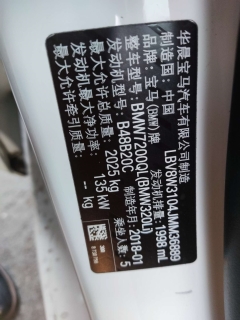 华晨宝马汽车有限公司制造
制造国：中国 LBV8W3104JMM36899
品牌：宝马(BMW)牌
整车型号：BMW7200QL(BMW320Li)
发动机型号：B48B20C 发动机排量：1998 mL
最大允许总质量：2025 kg 制造年月：2018-01
发动机最大净功率：135 kW 乘坐人数：5
最大允许牵引质量：-- kg